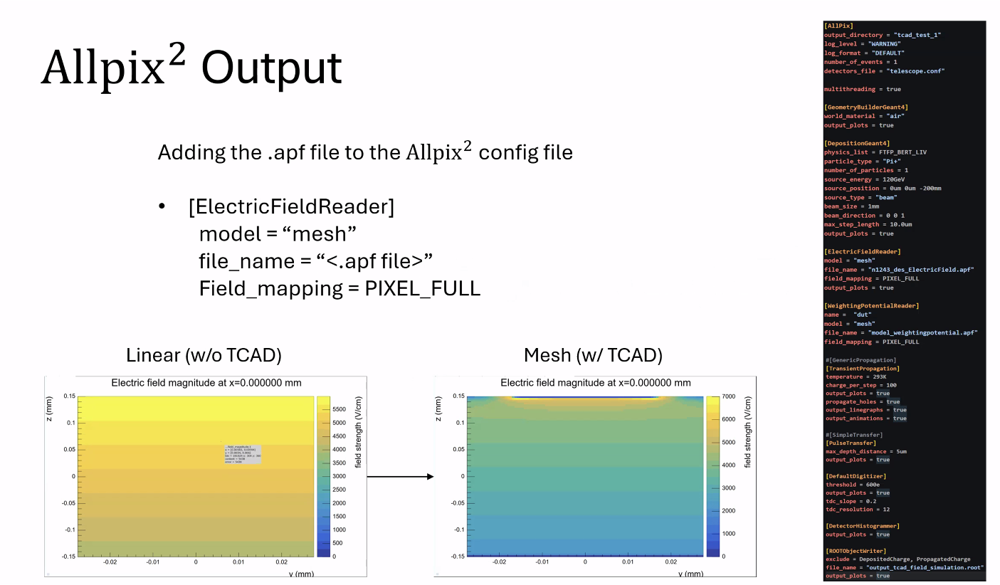 Allpix² Output
Adding the .apf file to the Allpix² config file
• [ElectricFieldReader]
model = “mesh”
file_name = “<.apf file>”
Field_mapping = PIXEL_FULL
Linear (w/o TCAD)
Electric field magnitude at x=0.000000 mm
z (mm)
0.15
0.1
0.05
0
-0.05
-0.1
-0.15
-0.02
-0.01
0
0.01
0.02
y (mm)
5500
5000
4500
4000
3500
3000
2500
2000
1500
1000
500
0
field strength (V/cm)
Mesh (w/ TCAD)
Electric field magnitude at x=0.000000 mm
z (mm)
0.15
0.1
0.05
0
-0.05
-0.1
-0.15
-0.02
-0.01
0
0.01
0.02
y (mm)
7000
6000
5000
4000
3000
2000
1000
0
field strength (V/cm)
[AllPix]
output_directory = "tcad_test_1"
log_level = "WARNING"
log_format = "DEFAULT"
number_of_events = 1
detectors_file = "telescope.conf"
multithreading = true
[GeometryBuilderGeant4]
world_material = "air"
output_plots = true
[DepositionGeant4]
physics_list = FTFP_BERT_LIV
particle_type = "Pi+"
number_of_particles = 1
source_energy = 120GeV
source_position = 0um 0um -200mm
source_type = "beam"
beam_size = 1mm
beam_direction = 0 0 1
max_step_length = 10.0um
output_plots = true
[ElectricFieldReader]
model = "mesh"
file_name = "n1243_des_ElectricField.apf"
field_mapping = PIXEL_FULL
output_plots = true
[WeightingPotentialReader]
name =  "dut"
model = "mesh"
file_name = "model_weightingpotential.apf"
field_mapping = PIXEL_FULL
#[GenericPropagation]
[TransientPropagation]
temperature = 293K
charge_per_step = 100
output_plots = true
propagate_holes = true
output_linegraphs = true
output_animations = true
#[SimpleTransfer]
[PulseTransfer]
max_depth_distance = 5um
output_plots = true
[DefaultDigitizer]
threshold = 600e
output_plots = true
tdc_slope = 0.2
tdc_resolution = 12
[DetectorHistogrammer]
output_plots = true
[ROOTObjectWriter]
exclude = DepositedCharge, PropagatedCharge
file_name = "output_tcad_field_simulation.root"
output_plots = true